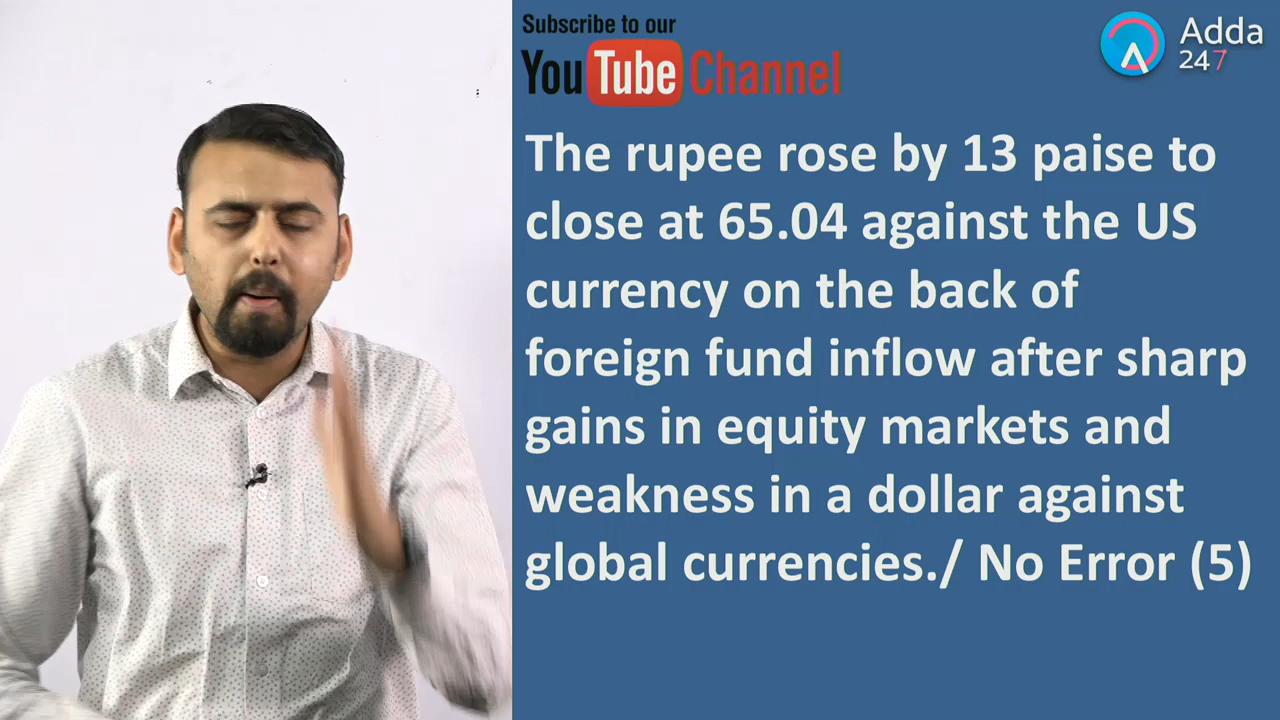 Subscribe to our
YouTube Channel
Adda
247
The rupee rose by 13 paise to
close at 65.04 against the US
currency on the back of
foreign fund inflow after sharp
gains in equity markets and
weakness in a dollar against
global currencies./ No Error (5)